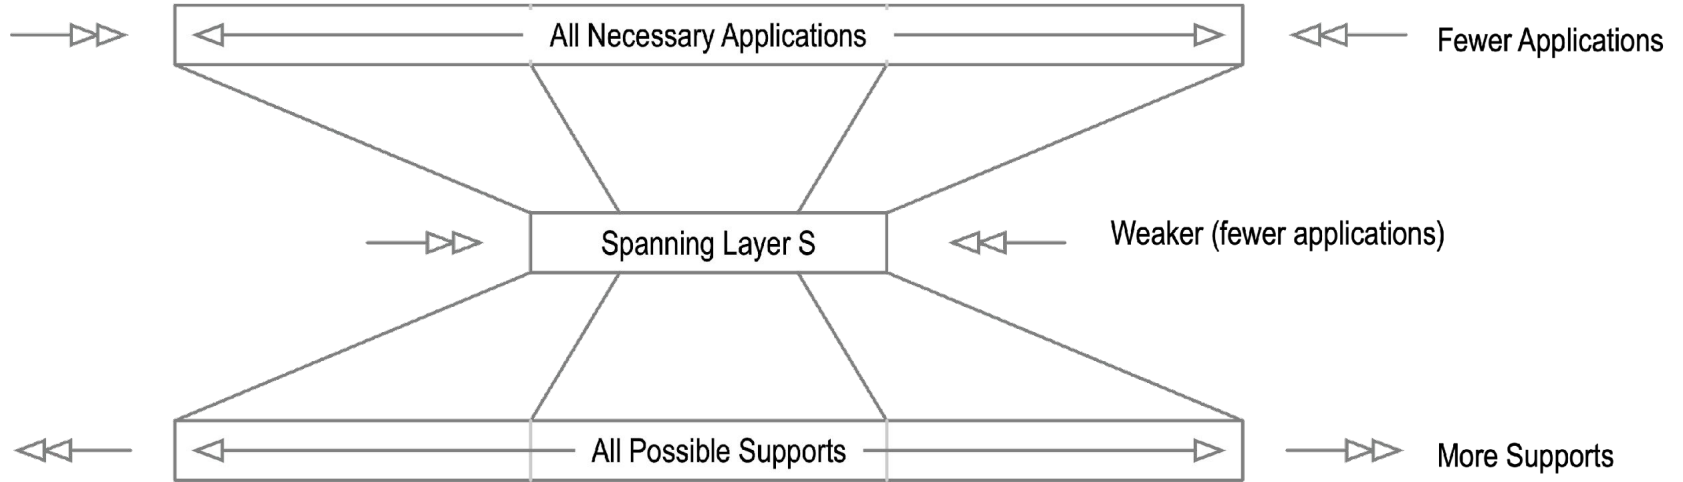 All Necessary Applications
Fewer Applications
Spanning Layer S
Weaker (fewer applications)
All Possible Supports
More Supports